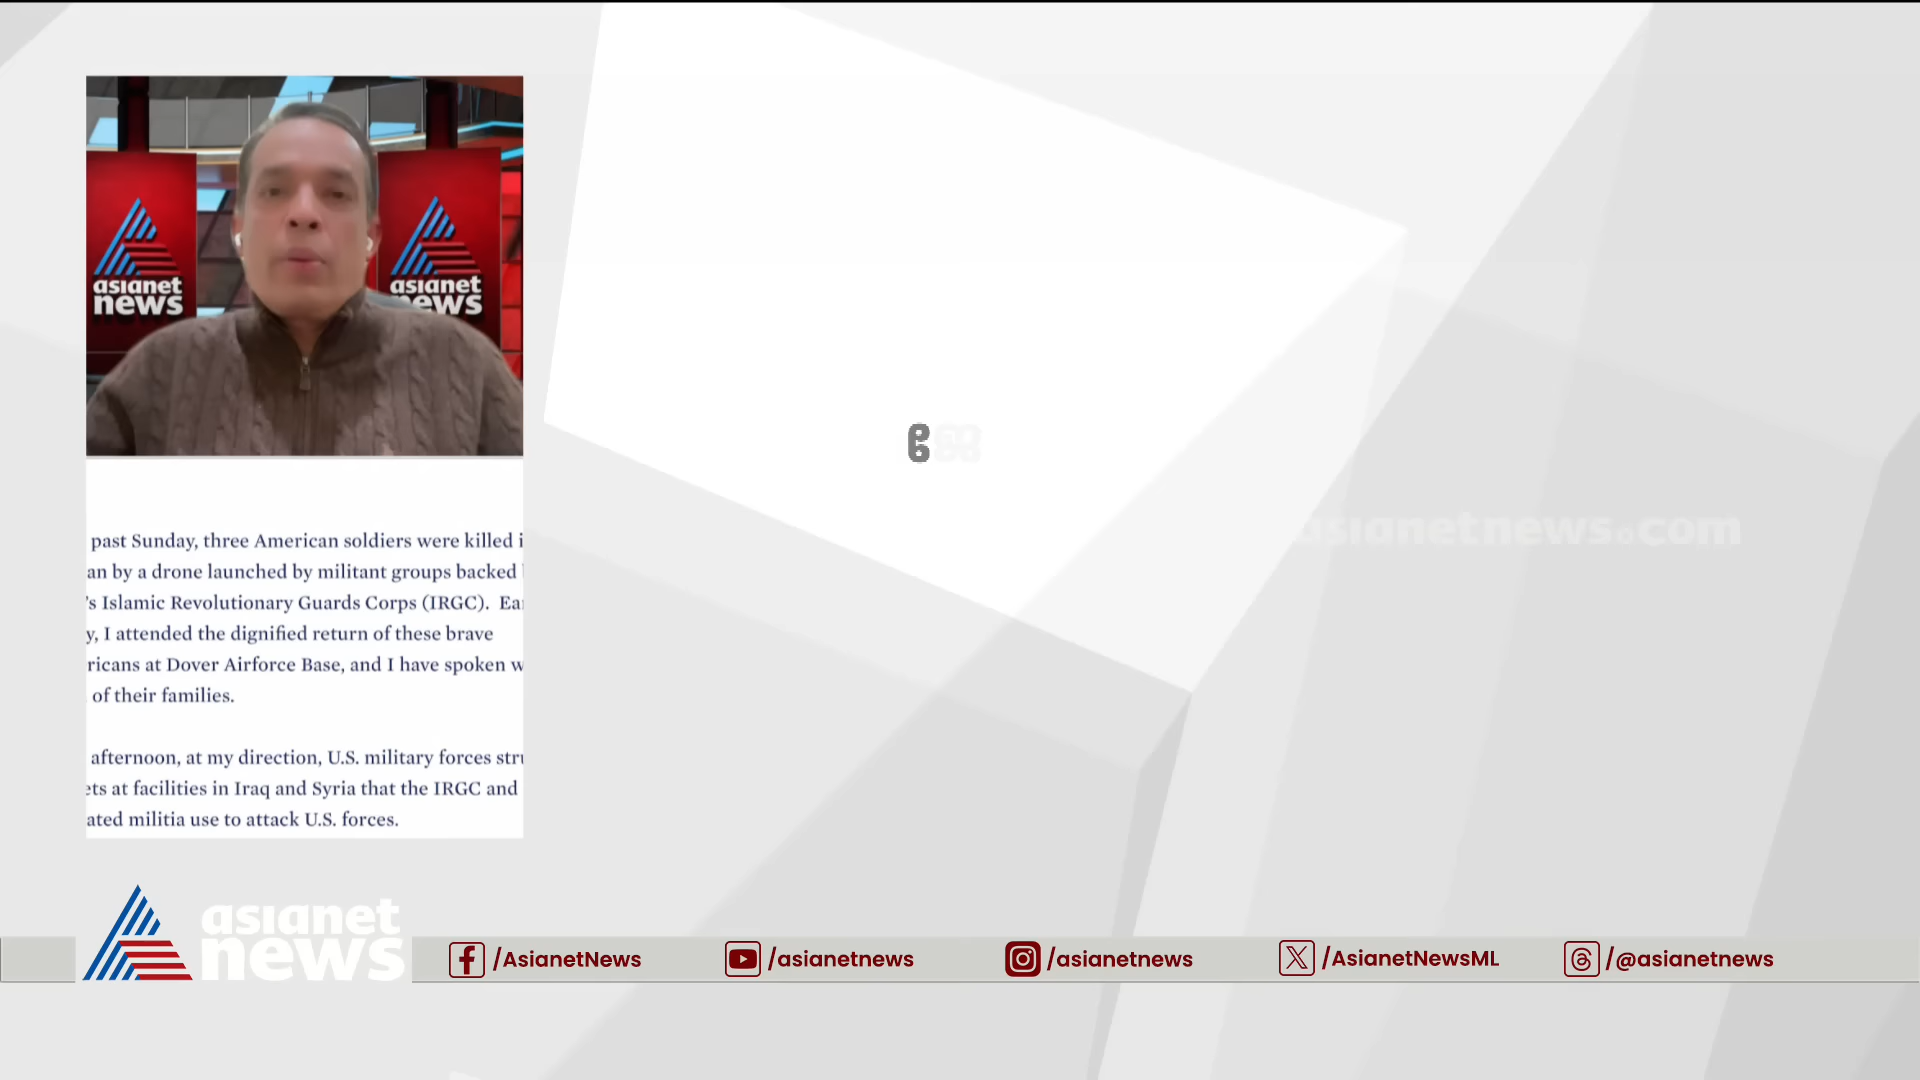 asianet
news
asianet
news
past Sunday, three American soldiers were killed i
an by a drone launched by militant groups backed
's Islamic Revolutionary Guards Corps (IRGC). Ea
y, I attended the dignified return of these brave
ricans at Dover Airforce Base, and I have spoken w
of their families.
afternoon, at my direction, U.S. military forces str
ets at facilities in Iraq and Syria that the IRGC and
ated militia use to attack U.S. forces.
asianetnews.com
asianet
news
/AsianetNews
/asianetnews
/asianetnews
/AsianetNewsML
/@asianetnews